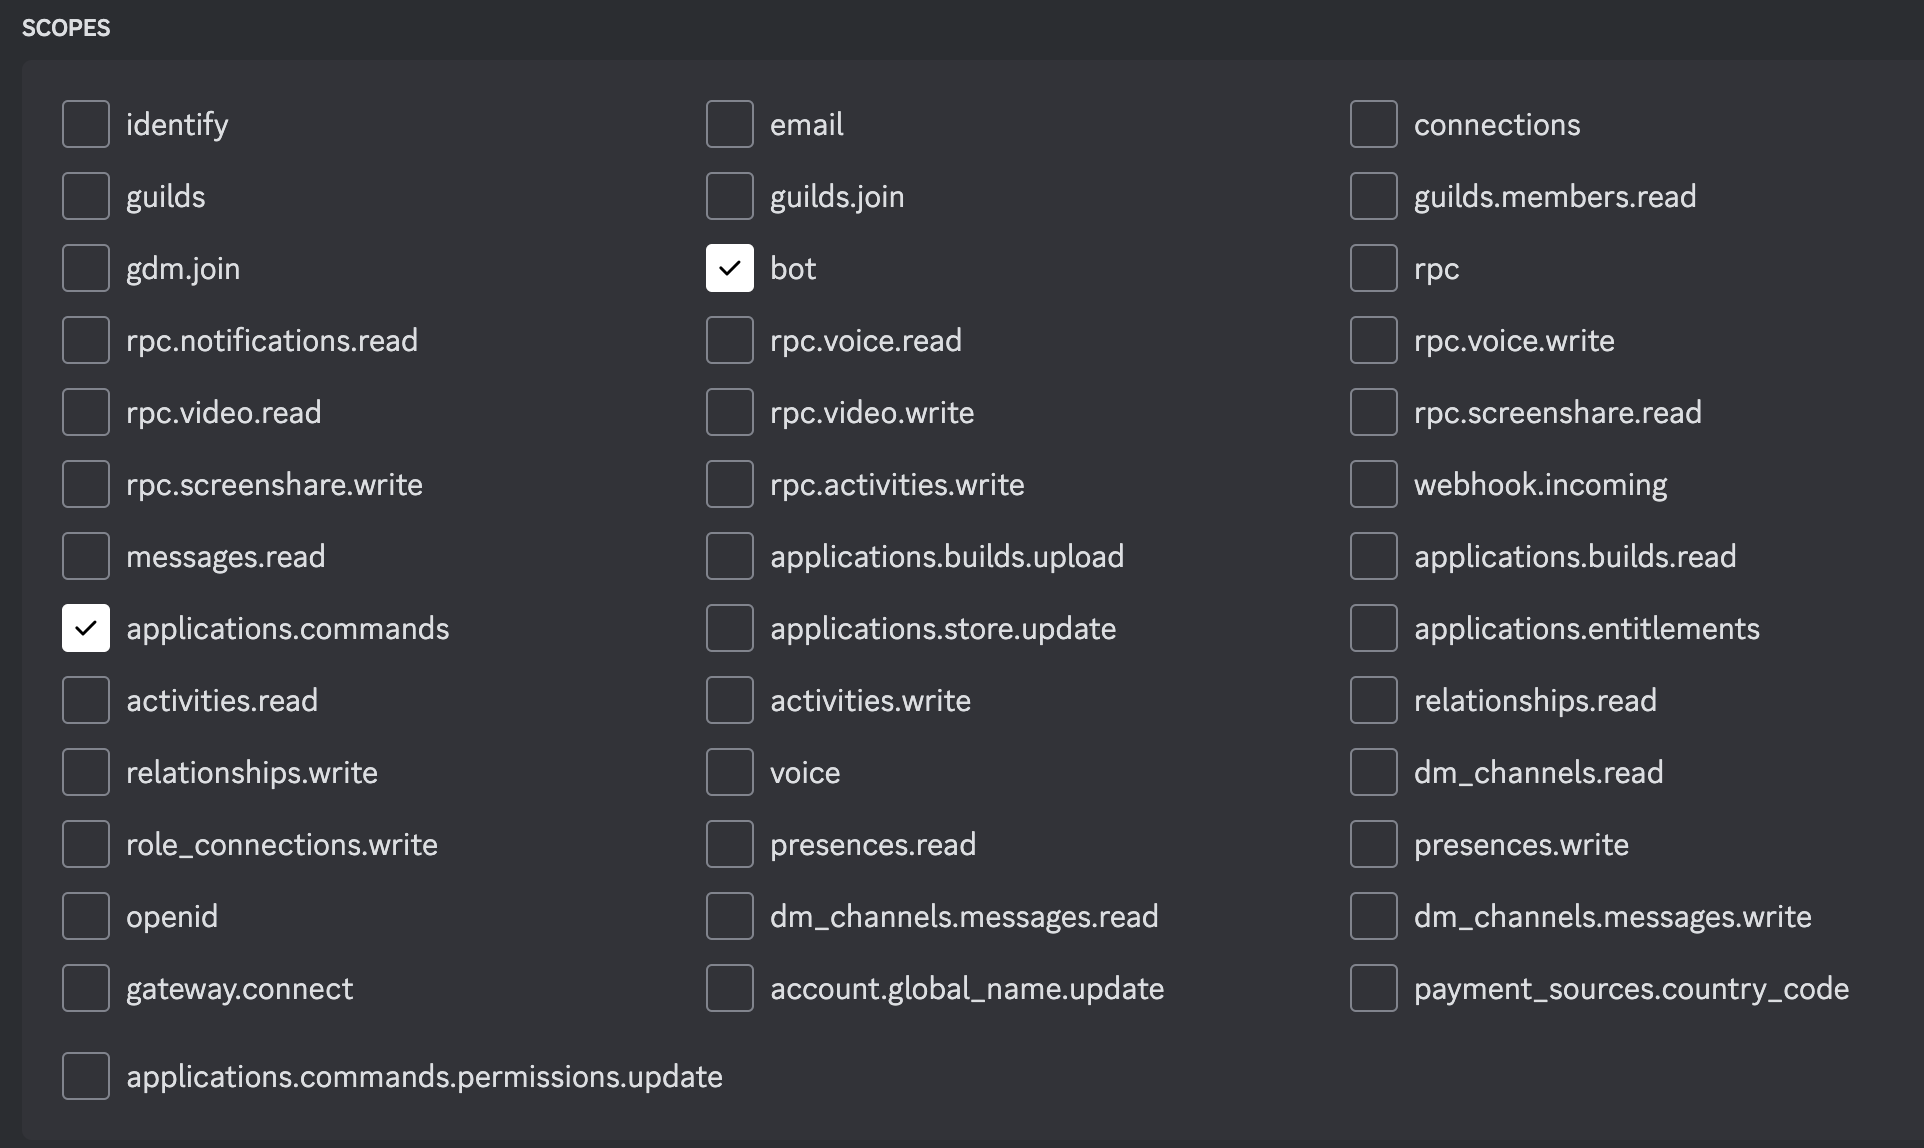 SCOPES
identify
email
connections
guilds
guilds.join
guilds.members.read
gdm.join
bot
rpc
rpc.notifications.read
rpc.voice.read
rpc.voice.write
rpc.video.read
rpc.video.write
rpc.screenshare.read
rpc.screenshare.write
rpc.activities.write
webhook.incoming
messages.read
applications.builds.upload
applications.builds.read
applications.commands
applications.store.update
applications.entitlements
activities.read
activities.write
relationships.read
relationships.write
voice
dm_channels.read
role_connections.write
presences.read
presences.write
openid
dm_channels.messages.read
dm_channels.messages.write
gateway.connect
account.global_name.update
payment_sources.country_code
applications.commands.permissions.update